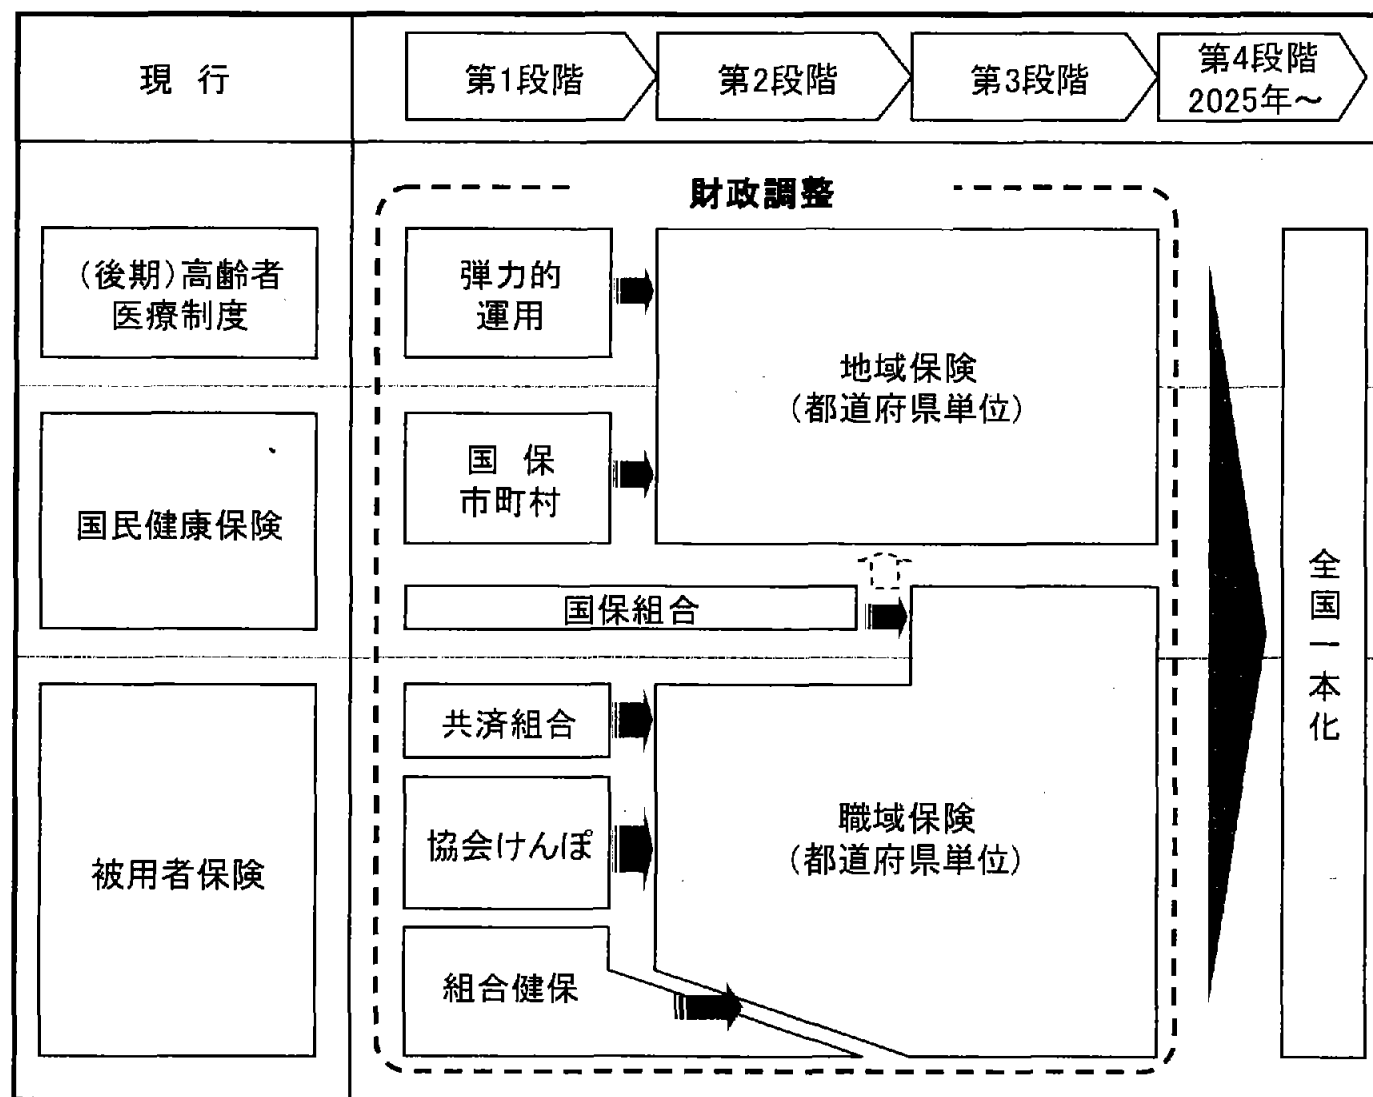 現 行
第1段階
第2段階
第3段階
第4段階
2025年～
財政調整
(後期)高齢者
医療制度
弾力的
運用
地域保険
(都道府県単位)
国民健康保険
国 保
市町村
国保組合
全国一本化
被用者保険
共済組合
協会けんぽ
組合健保
職域保険
(都道府県単位)